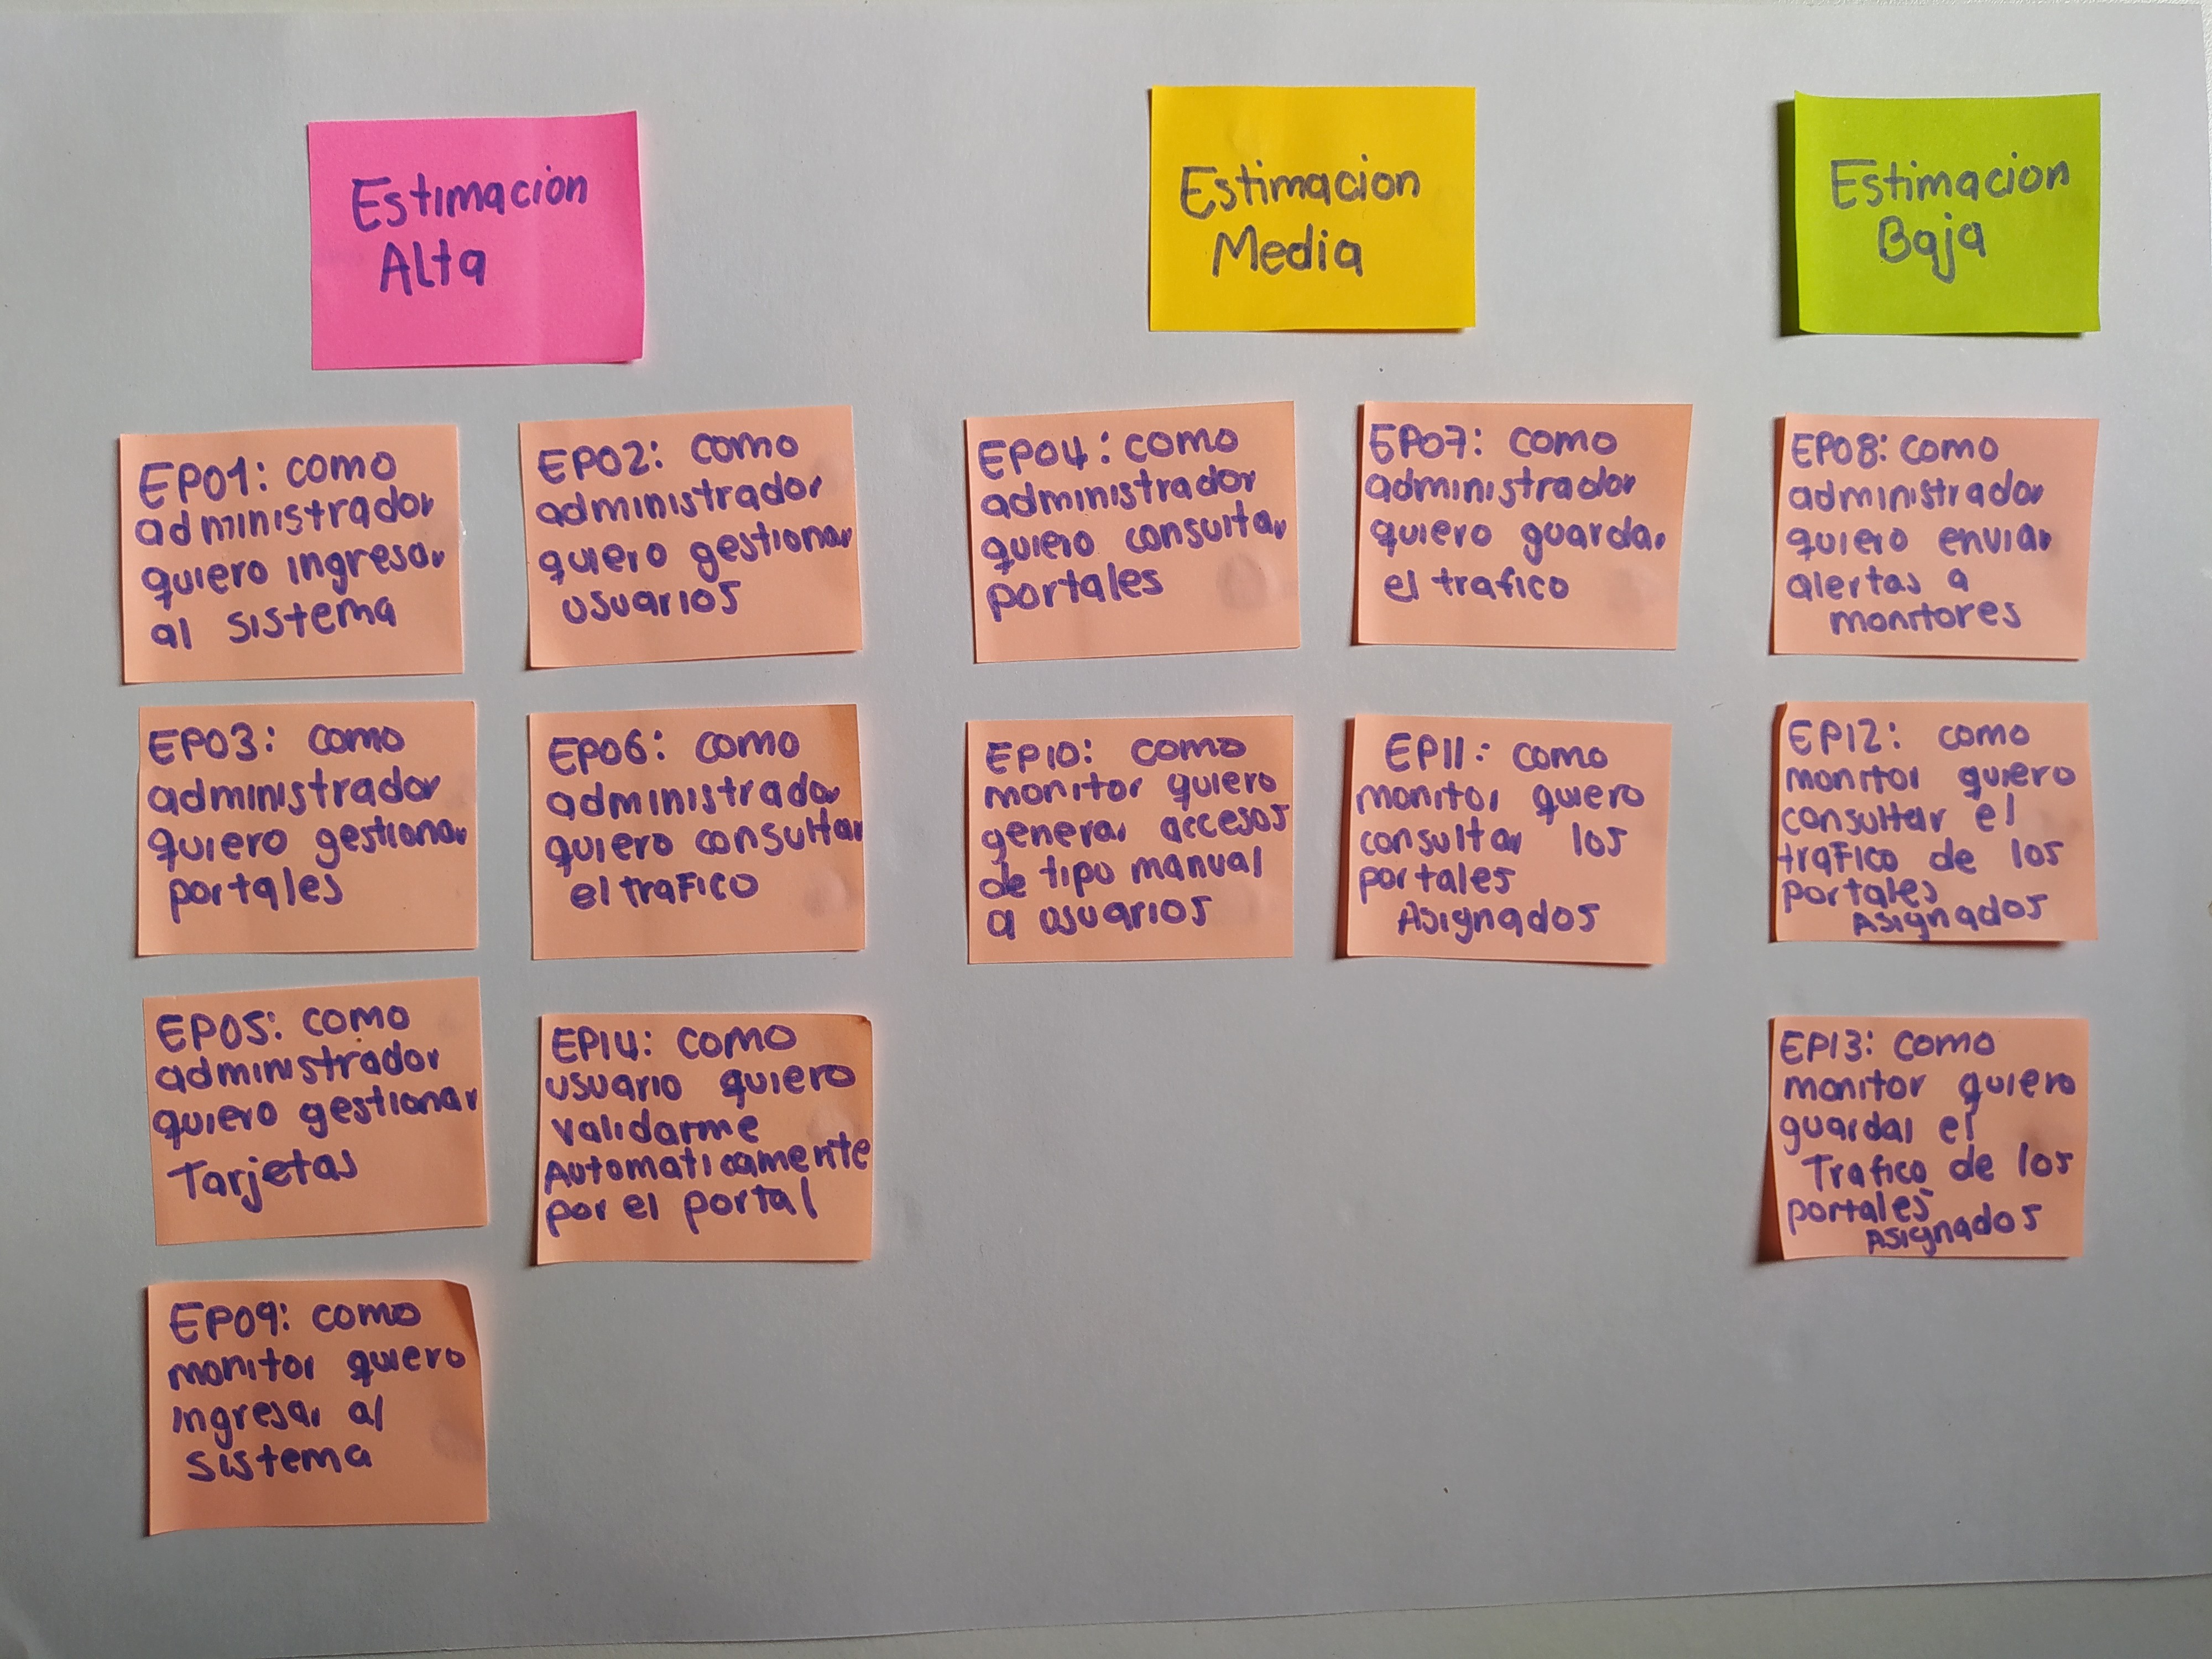 Estimación
Alta
Estimacion
Media
Estimacion
Baja
EP01: como
administrador
quiero ingresar
al sistema
EP02: como
administrador
quiero gestionar
usuarios
EP04: como
administrador
quiero consultar
portales
EP07: como
administrador
quiero guardar
el trafico
EP08: como
administrador
quiero enviar
alertas a
monitores
EP03: como
administrador
quiero gestionar
portales
EP06: como
administrador
quiero consultar
el trafico
EP10: como
monitor quiero
generar accesos
de tipo manual
a usuarios
EP11: como
monitor quiero
consultar los
portales
Asignados
EP12: como
monitor quiero
consultar el
trafico de los
portales
Asignados
EP05: como
administrador
quiero gestionar
Tarjetas
EP14: como
usuario quiero
validarme
Automaticamente
por el portal
EP13: como
monitor quiero
guardar el
Trafico de los
portales
Asignados
EP09: como
monitor quiero
ingresar al
sistema